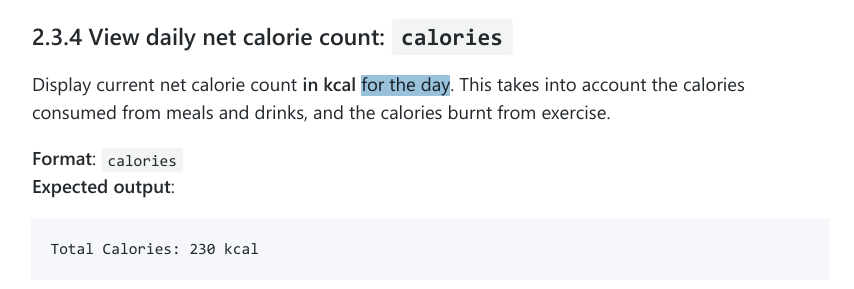 2.3.4 View daily net calorie count: calories
Display current net calorie count in kcal for the day. This takes into account the calories
consumed from meals and drinks, and the calories burnt from exercise.
Format: calories
Expected output:
Total Calories: 230 kcal